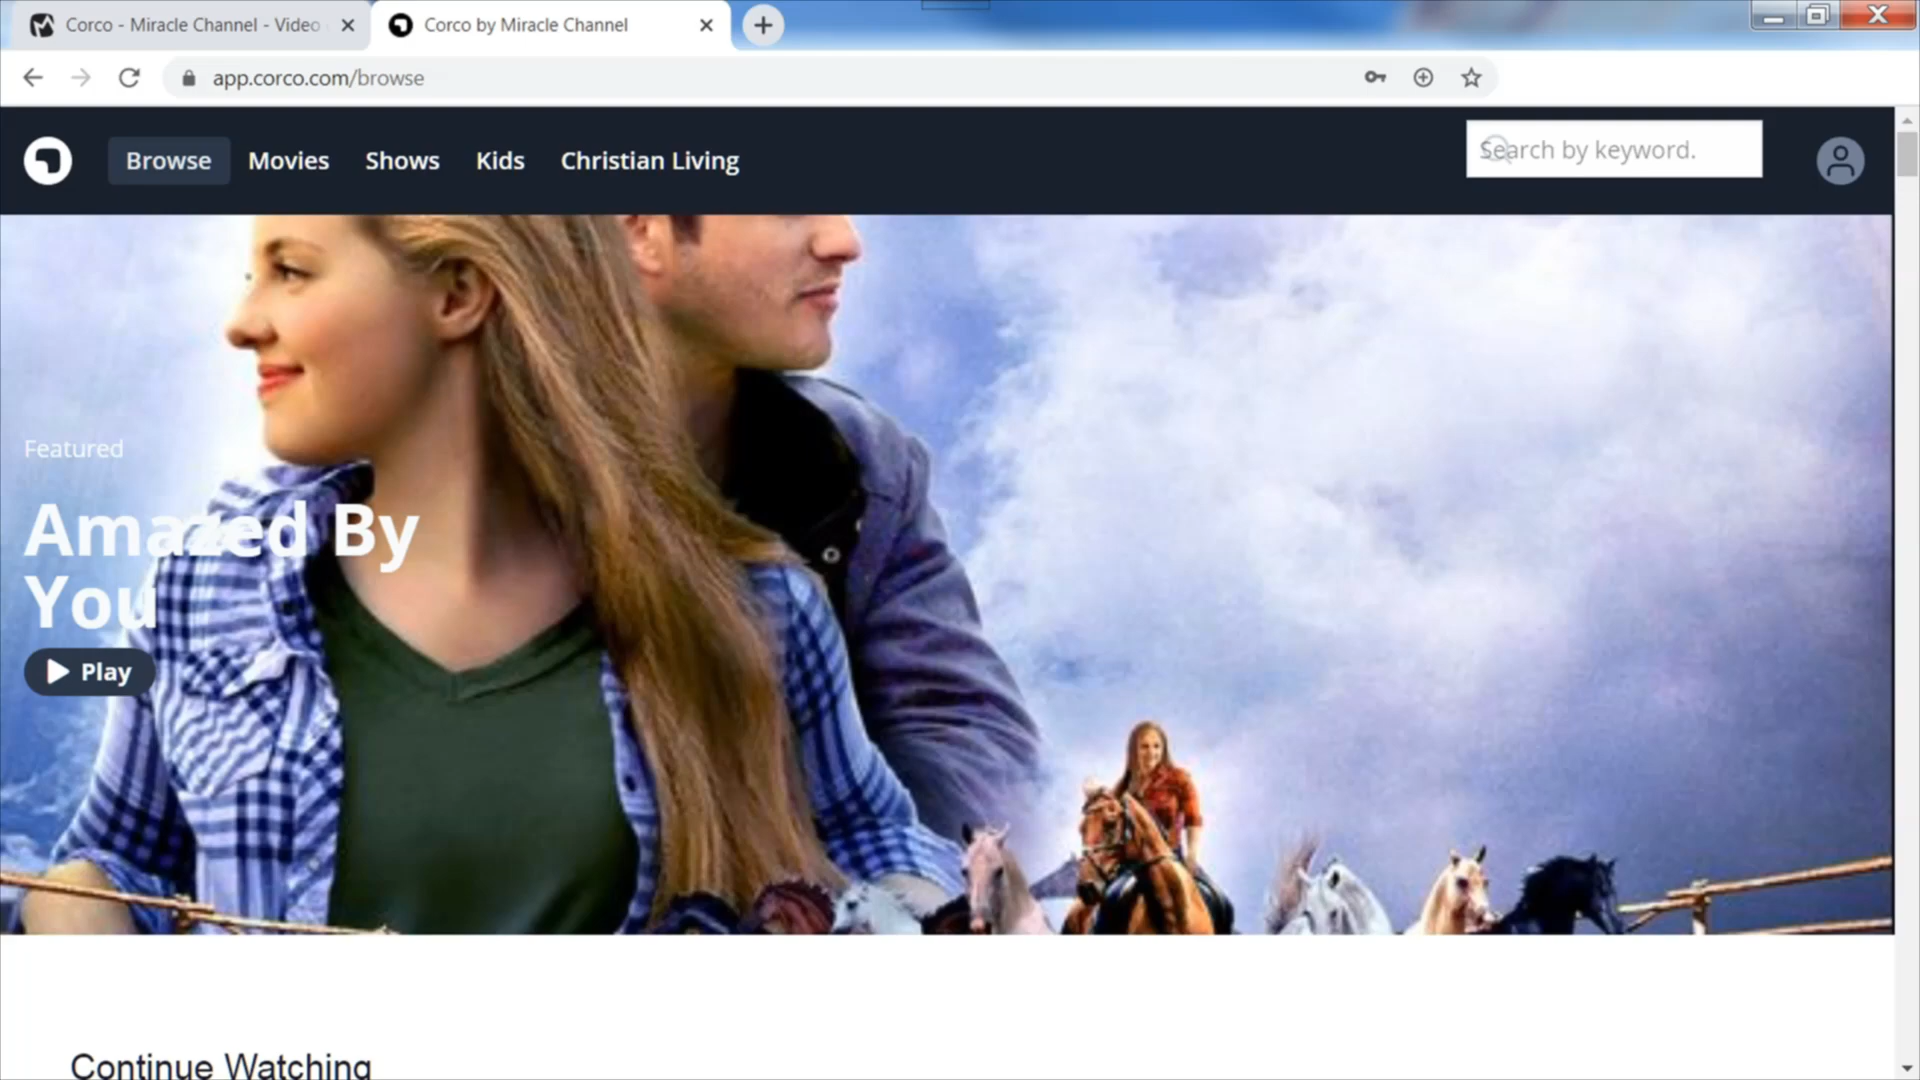 Corco - Miracle Channel - Video
Corco by Miracle Channel
app.corco.com/browse
Browse
Movies
Shows
Kids
Christian Living
Search by keyword.
Featured
Amazed By
You
Play
Continue Watching